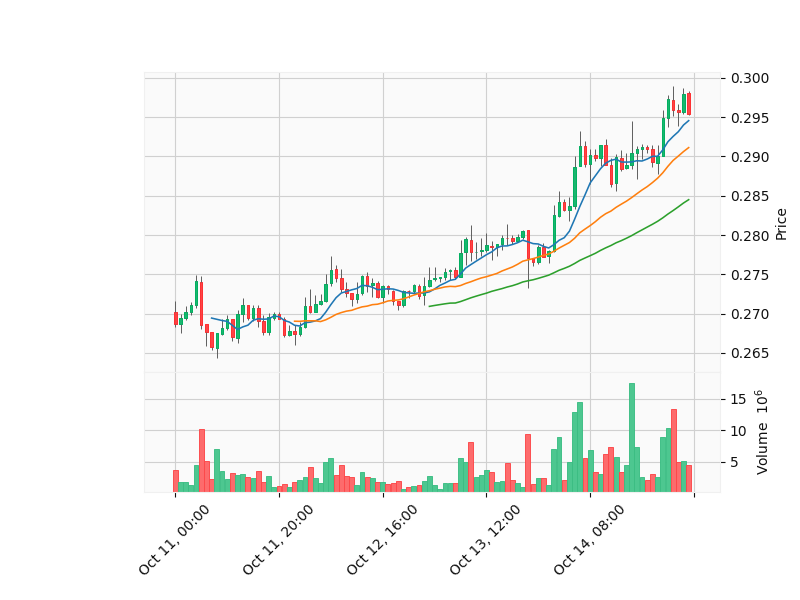 0.300
0.295
0.290
0.285
0.280
0.275
0.270
0.265
Price
15
10
5
Volume 10⁶
Oct 11, 00:00
Oct 11, 20:00
Oct 12, 16:00
Oct 13, 12:00
Oct 14, 08:00